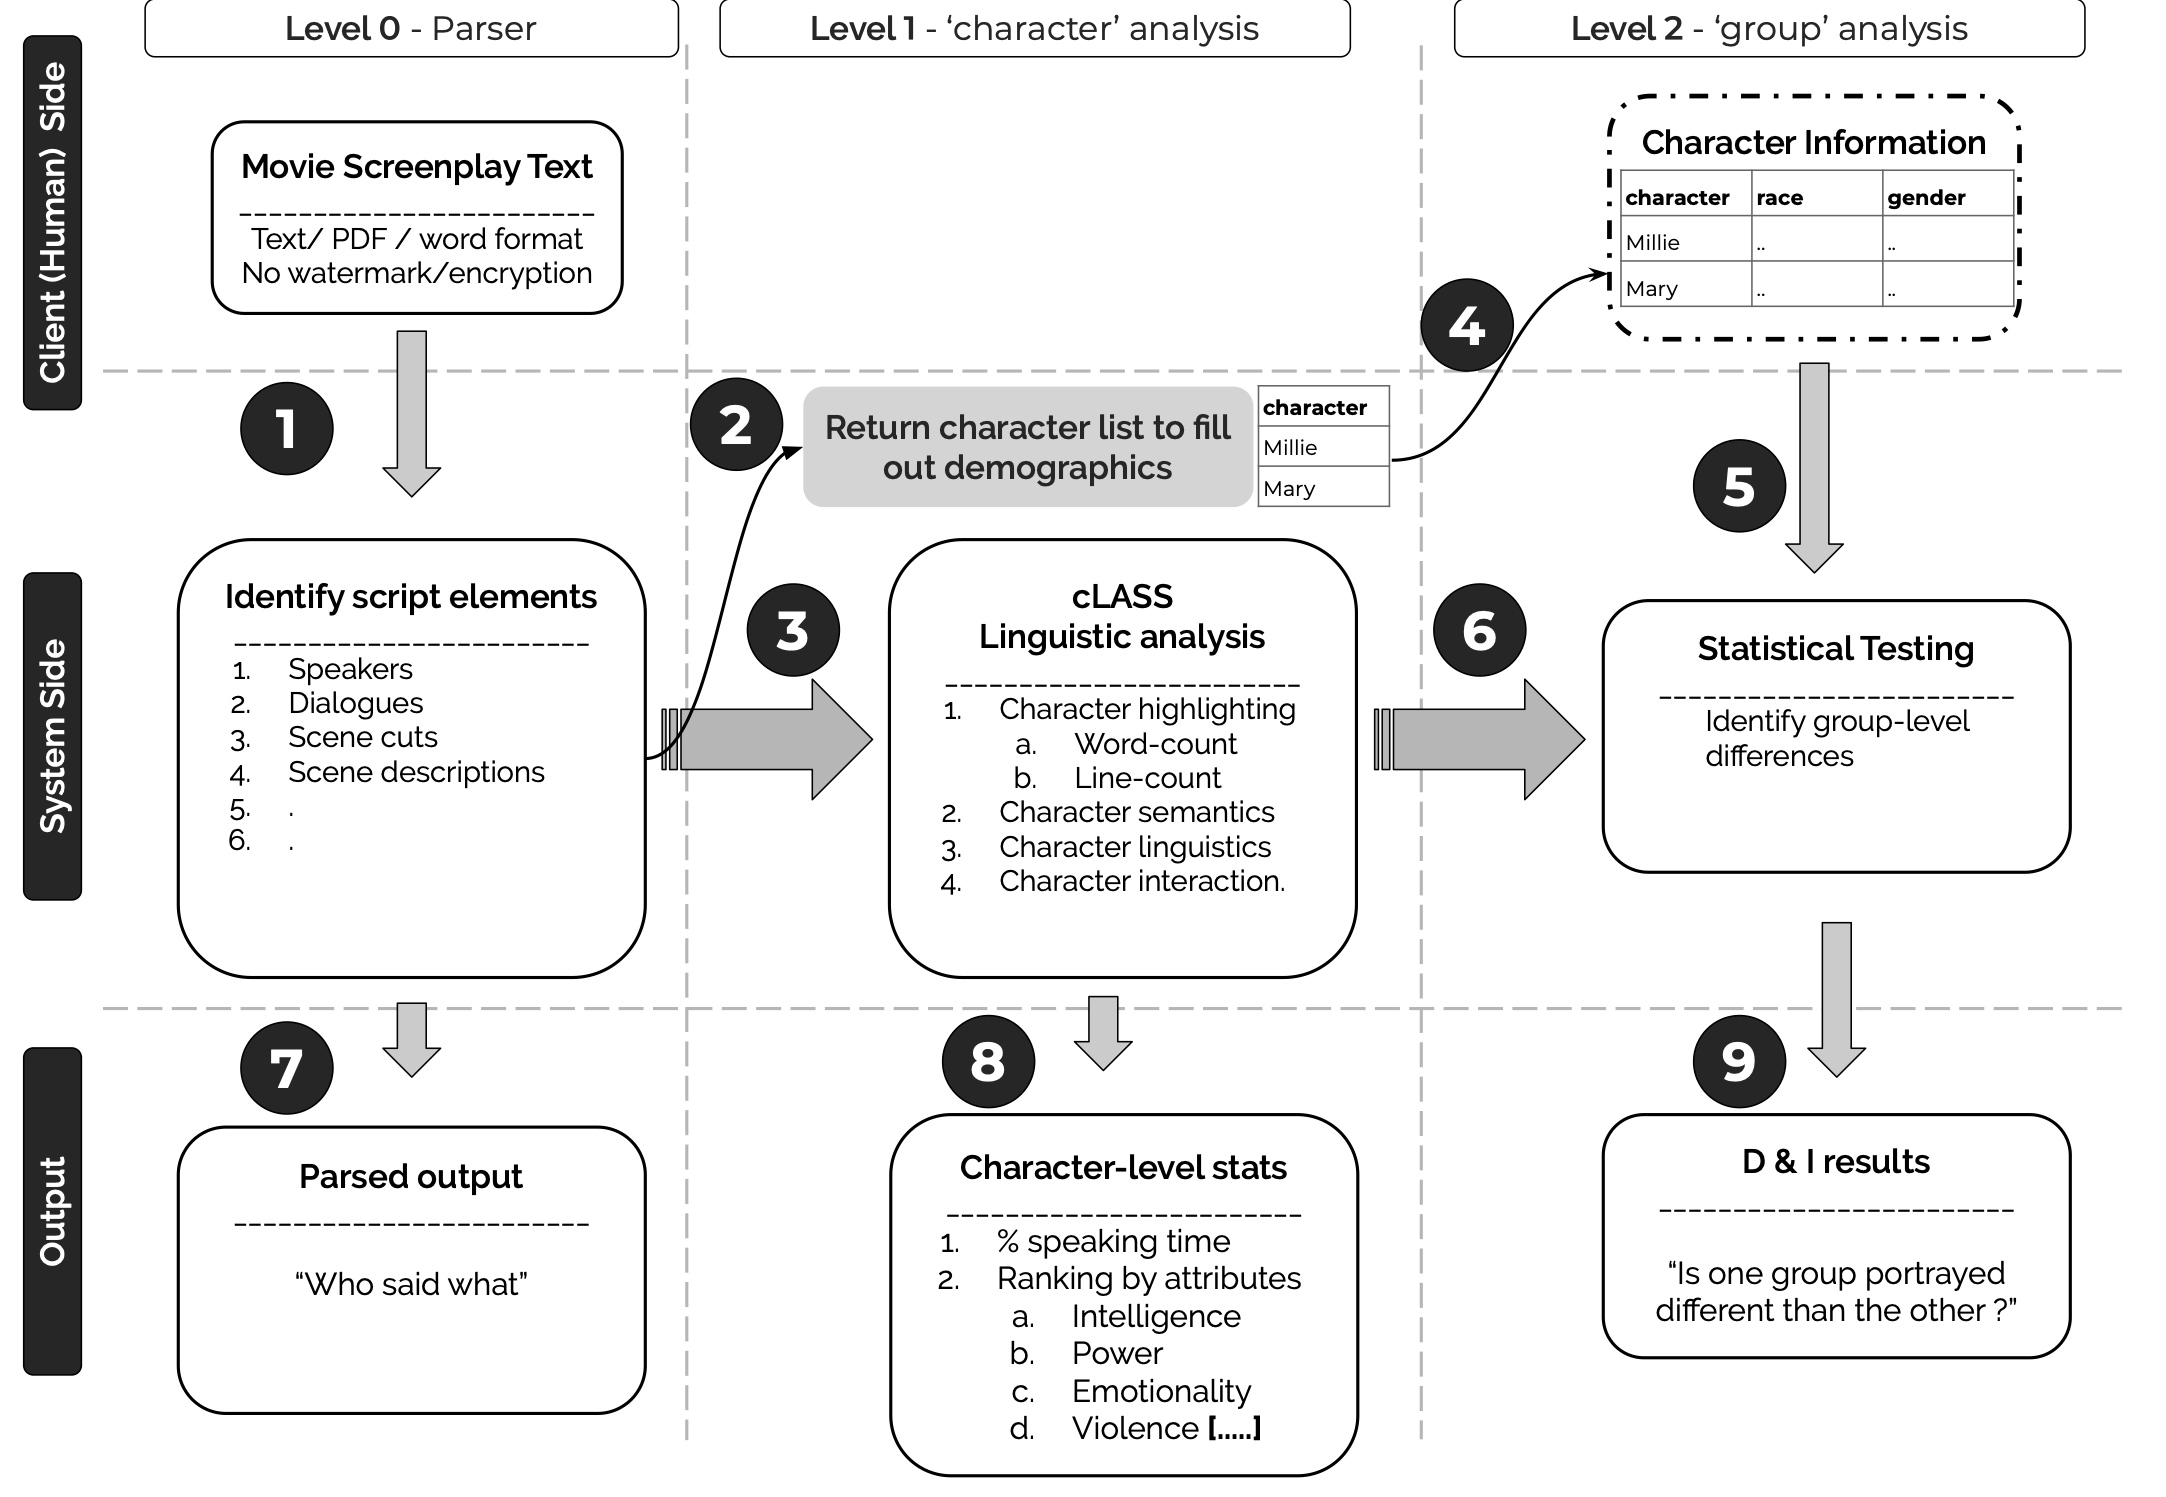 Level 0 - Parser
Level 1 - ‘character’ analysis
Level 2 - ‘group’ analysis
Client (Human) Side
Movie Screenplay Text
Text/ PDF / word format
No watermark/encryption
Character Information
character race gender
Millie .. ..
Mary .. ..
1
2
Return character list to fill
out demographics
character
Millie
Mary
4
5
System Side
Identify script elements
1. Speakers
2. Dialogues
3. Scene cuts
4. Scene descriptions
5. .
6. .
3
cLASS
Linguistic analysis
1. Character highlighting
a. Word-count
b. Line-count
2. Character semantics
3. Character linguistics
4. Character interaction.
6
Statistical Testing
Identify group-level
differences
Output
7
Parsed output
“Who said what”
8
Character-level stats
1. % speaking time
2. Ranking by attributes
a. Intelligence
b. Power
c. Emotionality
d. Violence [.....]
9
D & I results
“Is one group portrayed
different than the other ?”